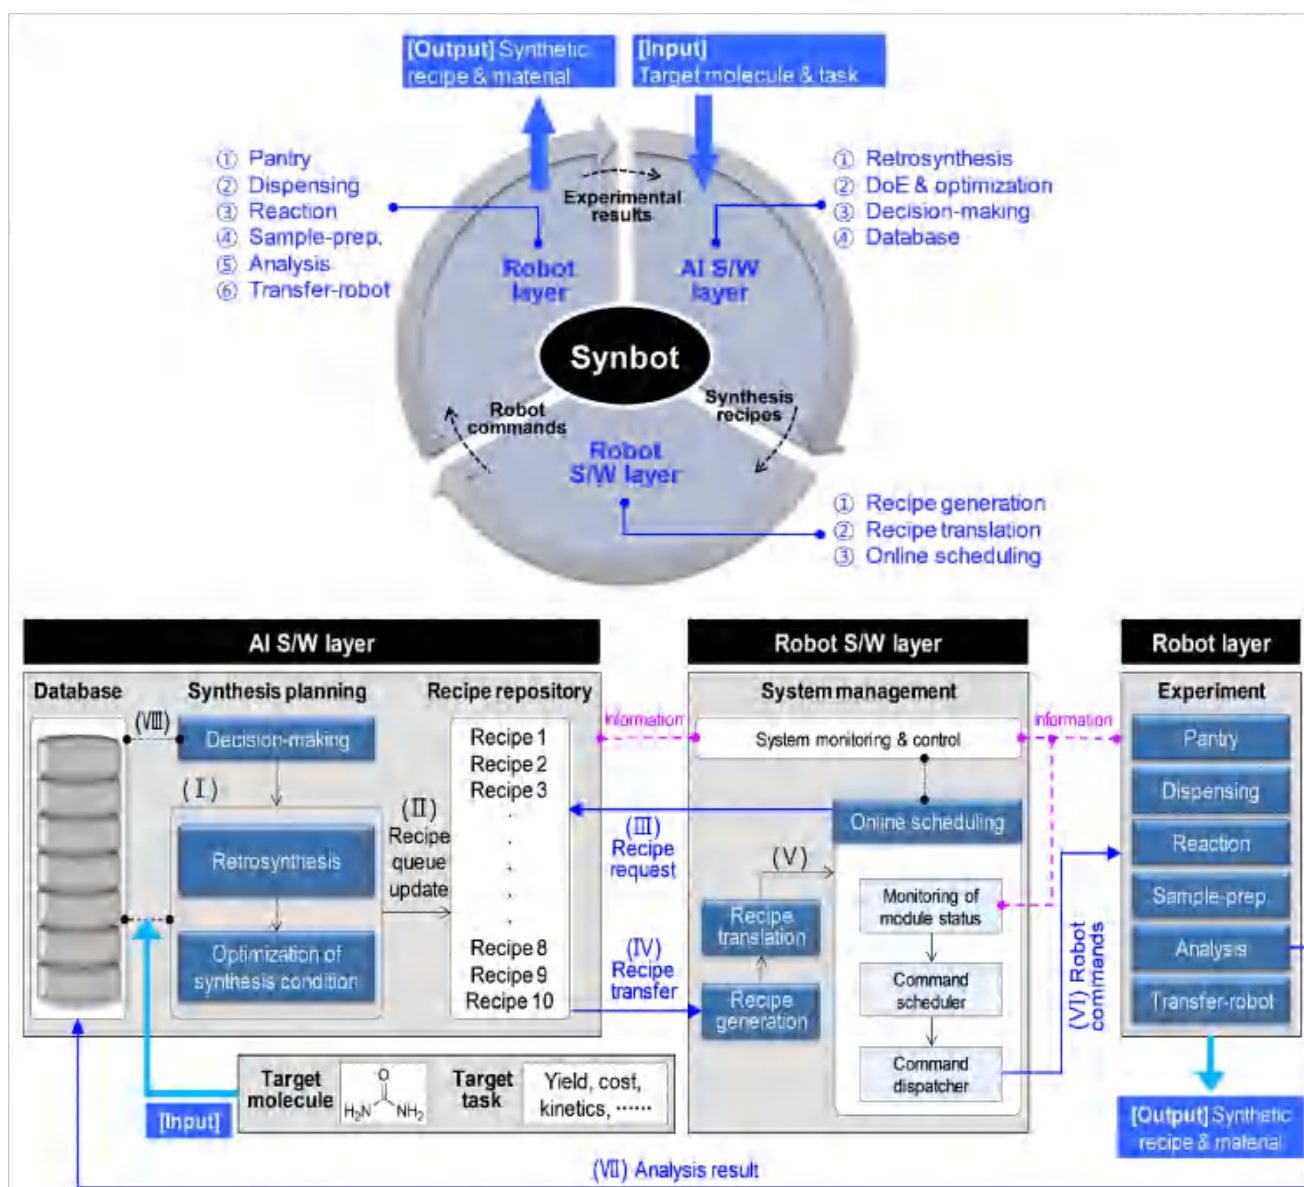 [Output] Synthetic
recipe & material
[Input]
Target molecule & task
① Pantry
② Dispensing
③ Reaction
④ Sample-prep.
⑤ Analysis
⑥ Transfer-robot
① Retrosynthesis
② DoE & optimization
③ Decision-making
④ Database
Experimental
results
Robot
layer
AI S/W
layer
Synbot
Robot
commands
Synthesis
recipes
Robot
S/W layer
① Recipe generation
② Recipe translation
③ Online scheduling
AI S/W layer
Database
Synthesis planning
Recipe repository
(VIII)
Decision-making
(I)
Retrosynthesis
Optimization of
synthesis condition
(II)
Recipe
queue
update
Recipe 1
Recipe 2
Recipe 3
.
.
.
.
.
Recipe 8
Recipe 9
Recipe 10
Information
(III)
Recipe
request
(IV)
Recipe
transfer
Robot S/W layer
System management
System monitoring & control
Online scheduling
(V)
Recipe
translation
Recipe
generation
Monitoring of
module status
Command
scheduler
Command
dispatcher
Information
(VI) Robot
commands
Robot layer
Experiment
Pantry
Dispensing
Reaction
Sample-prep.
Analysis
Transfer-robot
[Input]
Target
molecule
O
H₂N NH₂
Target
task
Yield, cost,
kinetics, ······
[Output] Synthetic
recipe & material
(VII) Analysis result